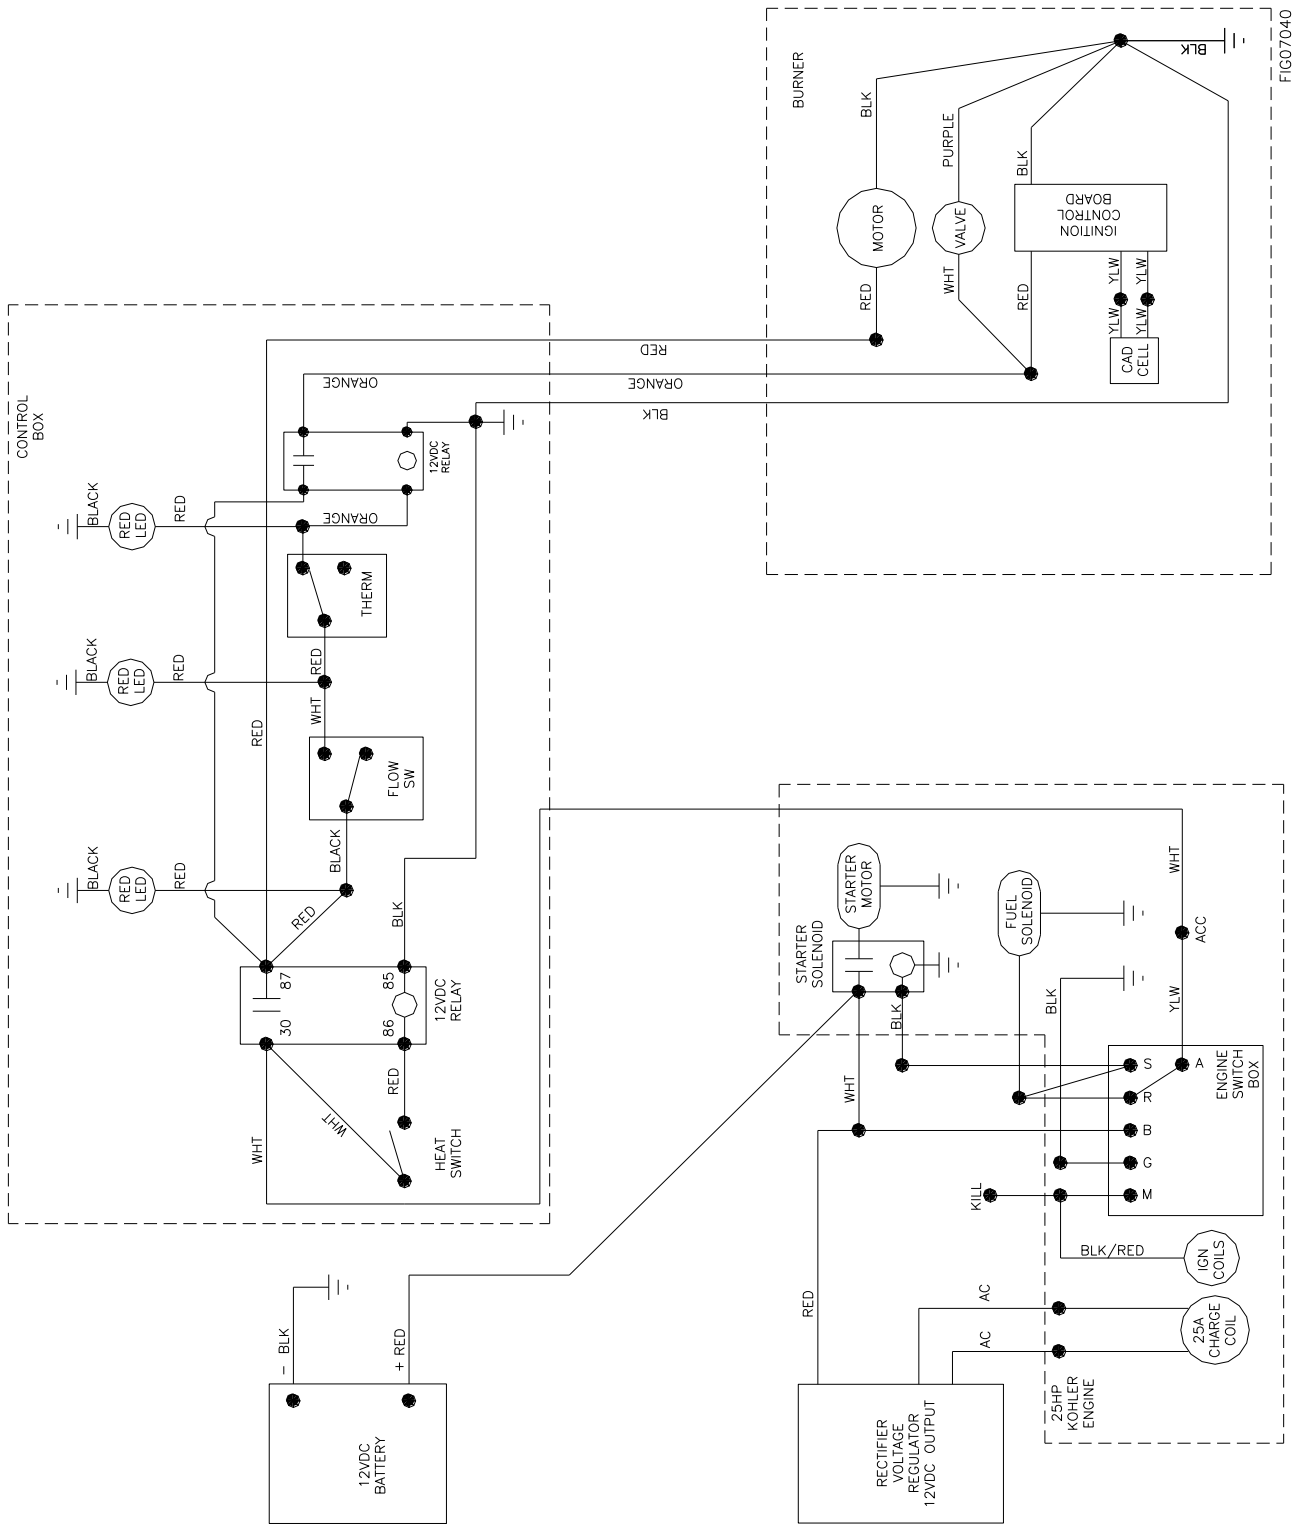 FIG07040
BLK
BURNER
BLK
PURPLE
BLK
MOTOR
VALVE
IGNITION
CONTROL
BOARD
RED
WHT
RED
YLW
YLW
YLW
YLW
CAD
CELL
CONTROL
BOX
RED
ORANGE
ORANGE
BLK
12VDC
RELAY
BLACK
RED
LED
RED
ORANGE
THERM
BLACK
RED
LED
RED
RED
WHT
RED
FLOW
SW
BLACK
RED
LED
RED
BLACK
RED
BLK
87
85
30
86
12VDC
RELAY
RED
WHT
WHT
HEAT
SWITCH
STARTER
MOTOR
STARTER
SOLENOID
FUEL
SOLENOID
WHT
ACC
BLK
WHT
BLK
YLW
S
A
R
B
G
M
ENGINE
SWITCH
BOX
KILL
BLK/RED
IGN
COILS
RED
AC
AC
25A
CHARGE
COIL
25HP
KOHLER
ENGINE
RECTIFIER
VOLTAGE
REGULATOR
12VDC OUTPUT
- BLK
+ RED
12VDC
BATTERY